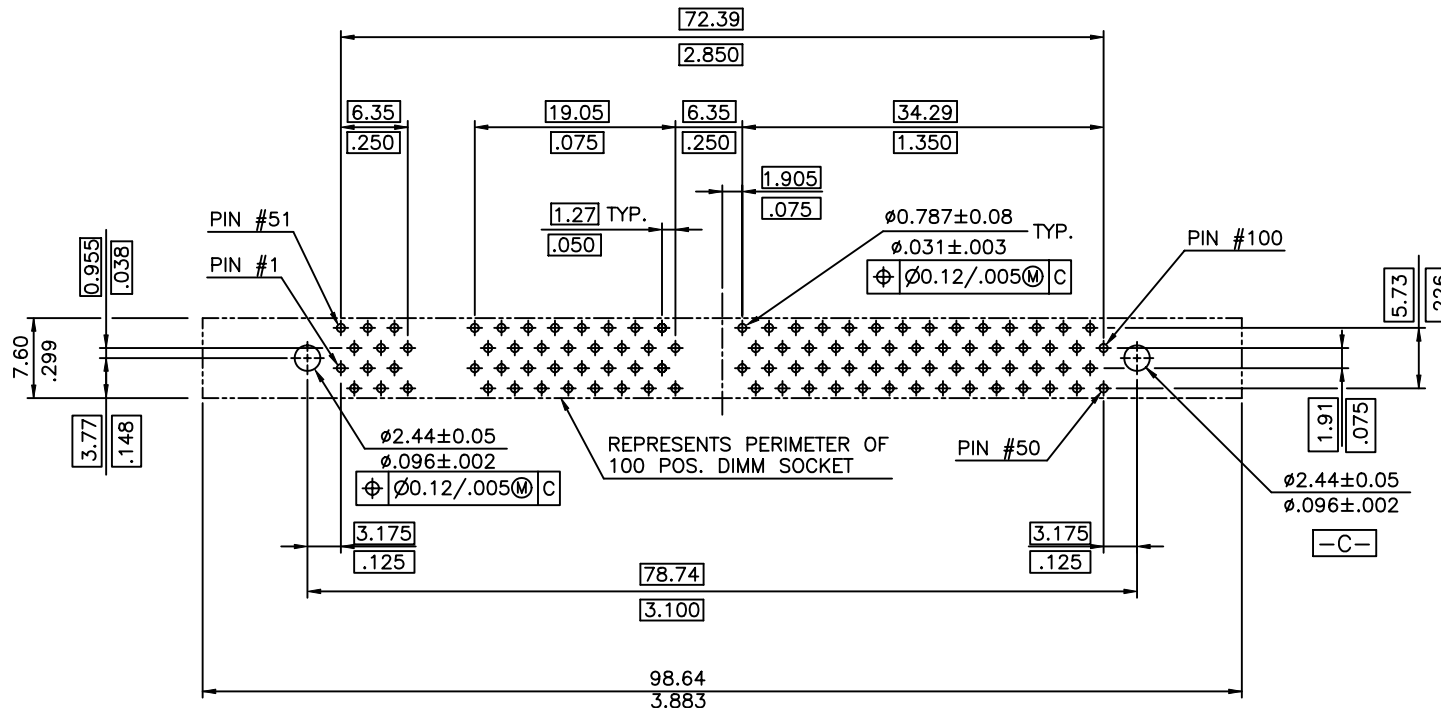 72.39
2.850
6.35
.250
19.05
.075
6.35
.250
34.29
1.350
1.905
.075
1.27 TYP.
.050
PIN #51
PIN #1
ø0.787±0.08
ø.031±.003
TYP.
⌖ Ø0.12/.005Ⓜ C
PIN #100
0.955
.038
7.60
.299
3.77
.148
5.73
1.91
.075
ø2.44±0.05
ø.096±.002
⌖ Ø0.12/.005Ⓜ C
REPRESENTS PERIMETER OF
100 POS. DIMM SOCKET
PIN #50
ø2.44±0.05
ø.096±.002
-C-
3.175
.125
3.175
.125
78.74
3.100
98.64
3.883